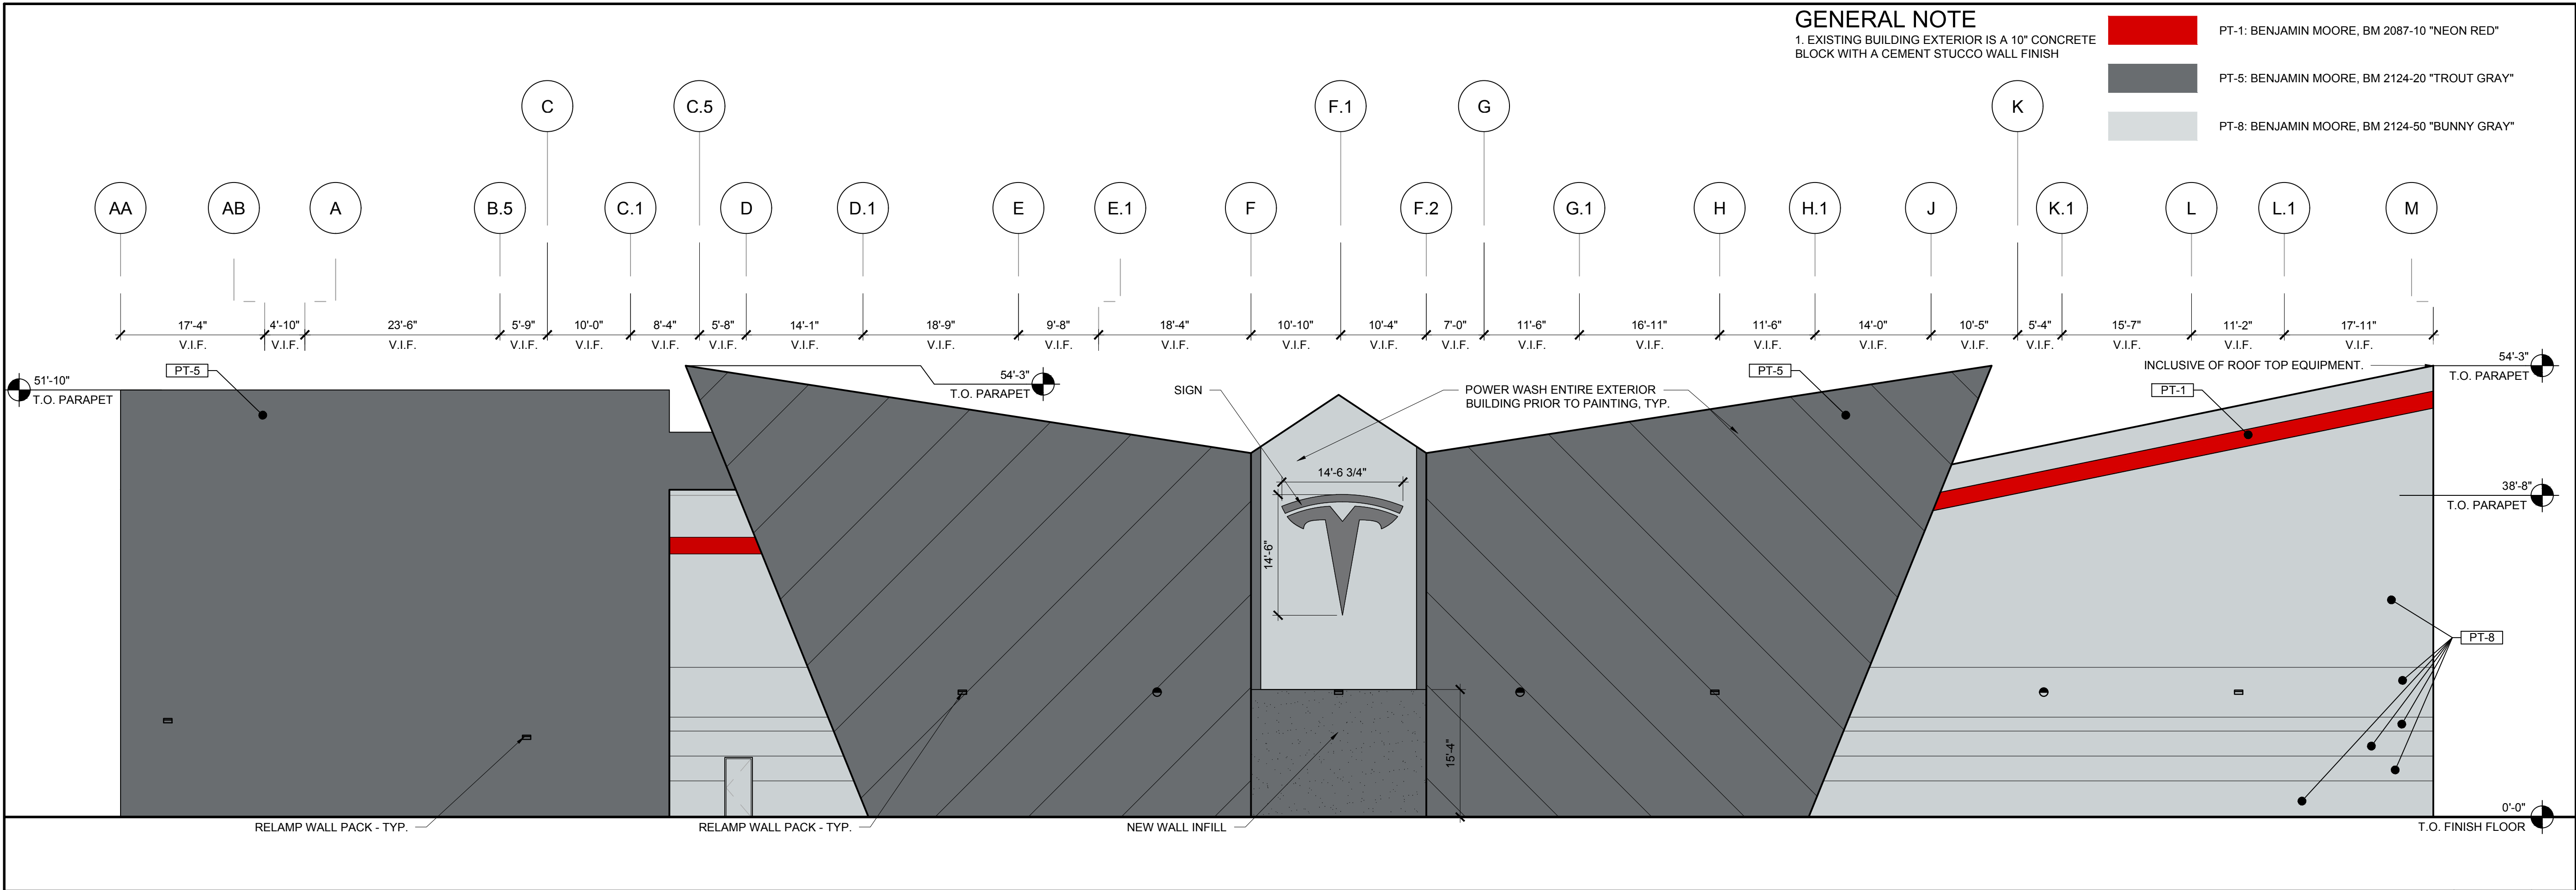 GENERAL NOTE
1. EXISTING BUILDING EXTERIOR IS A 10" CONCRETE
BLOCK WITH A CEMENT STUCCO WALL FINISH
PT-1: BENJAMIN MOORE, BM 2087-10 "NEON RED"
PT-5: BENJAMIN MOORE, BM 2124-20 "TROUT GRAY"
PT-8: BENJAMIN MOORE, BM 2124-50 "BUNNY GRAY"
C C.5 F.1 G K
AA AB A B.5 C.1 D D.1 E E.1 F F.2 G.1 H H.1 J K.1 L L.1 M
17'-4" 4'-10" 23'-6" 5'-9" 10'-0" 8'-4" 5'-8" 14'-1" 18'-9" 9'-8" 18'-4" 10'-10" 10'-4" 7'-0" 11'-6" 16'-11" 11'-6" 14'-0" 10'-5" 5'-4" 15'-7" 11'-2" 17'-11"
V.I.F. V.I.F. V.I.F. V.I.F. V.I.F. V.I.F. V.I.F. V.I.F. V.I.F. V.I.F. V.I.F. V.I.F. V.I.F. V.I.F. V.I.F. V.I.F. V.I.F. V.I.F. V.I.F. V.I.F. V.I.F. V.I.F. V.I.F.
51'-10"
T.O. PARAPET
PT-5
54'-3"
T.O. PARAPET
SIGN
POWER WASH ENTIRE EXTERIOR
BUILDING PRIOR TO PAINTING, TYP.
PT-5
INCLUSIVE OF ROOF TOP EQUIPMENT.
54'-3"
T.O. PARAPET
PT-1
14'-6 3/4"
14'-6"
38'-8"
T.O. PARAPET
PT-8
15'-4"
0'-0"
T.O. FINISH FLOOR
RELAMP WALL PACK - TYP.
RELAMP WALL PACK - TYP.
NEW WALL INFILL